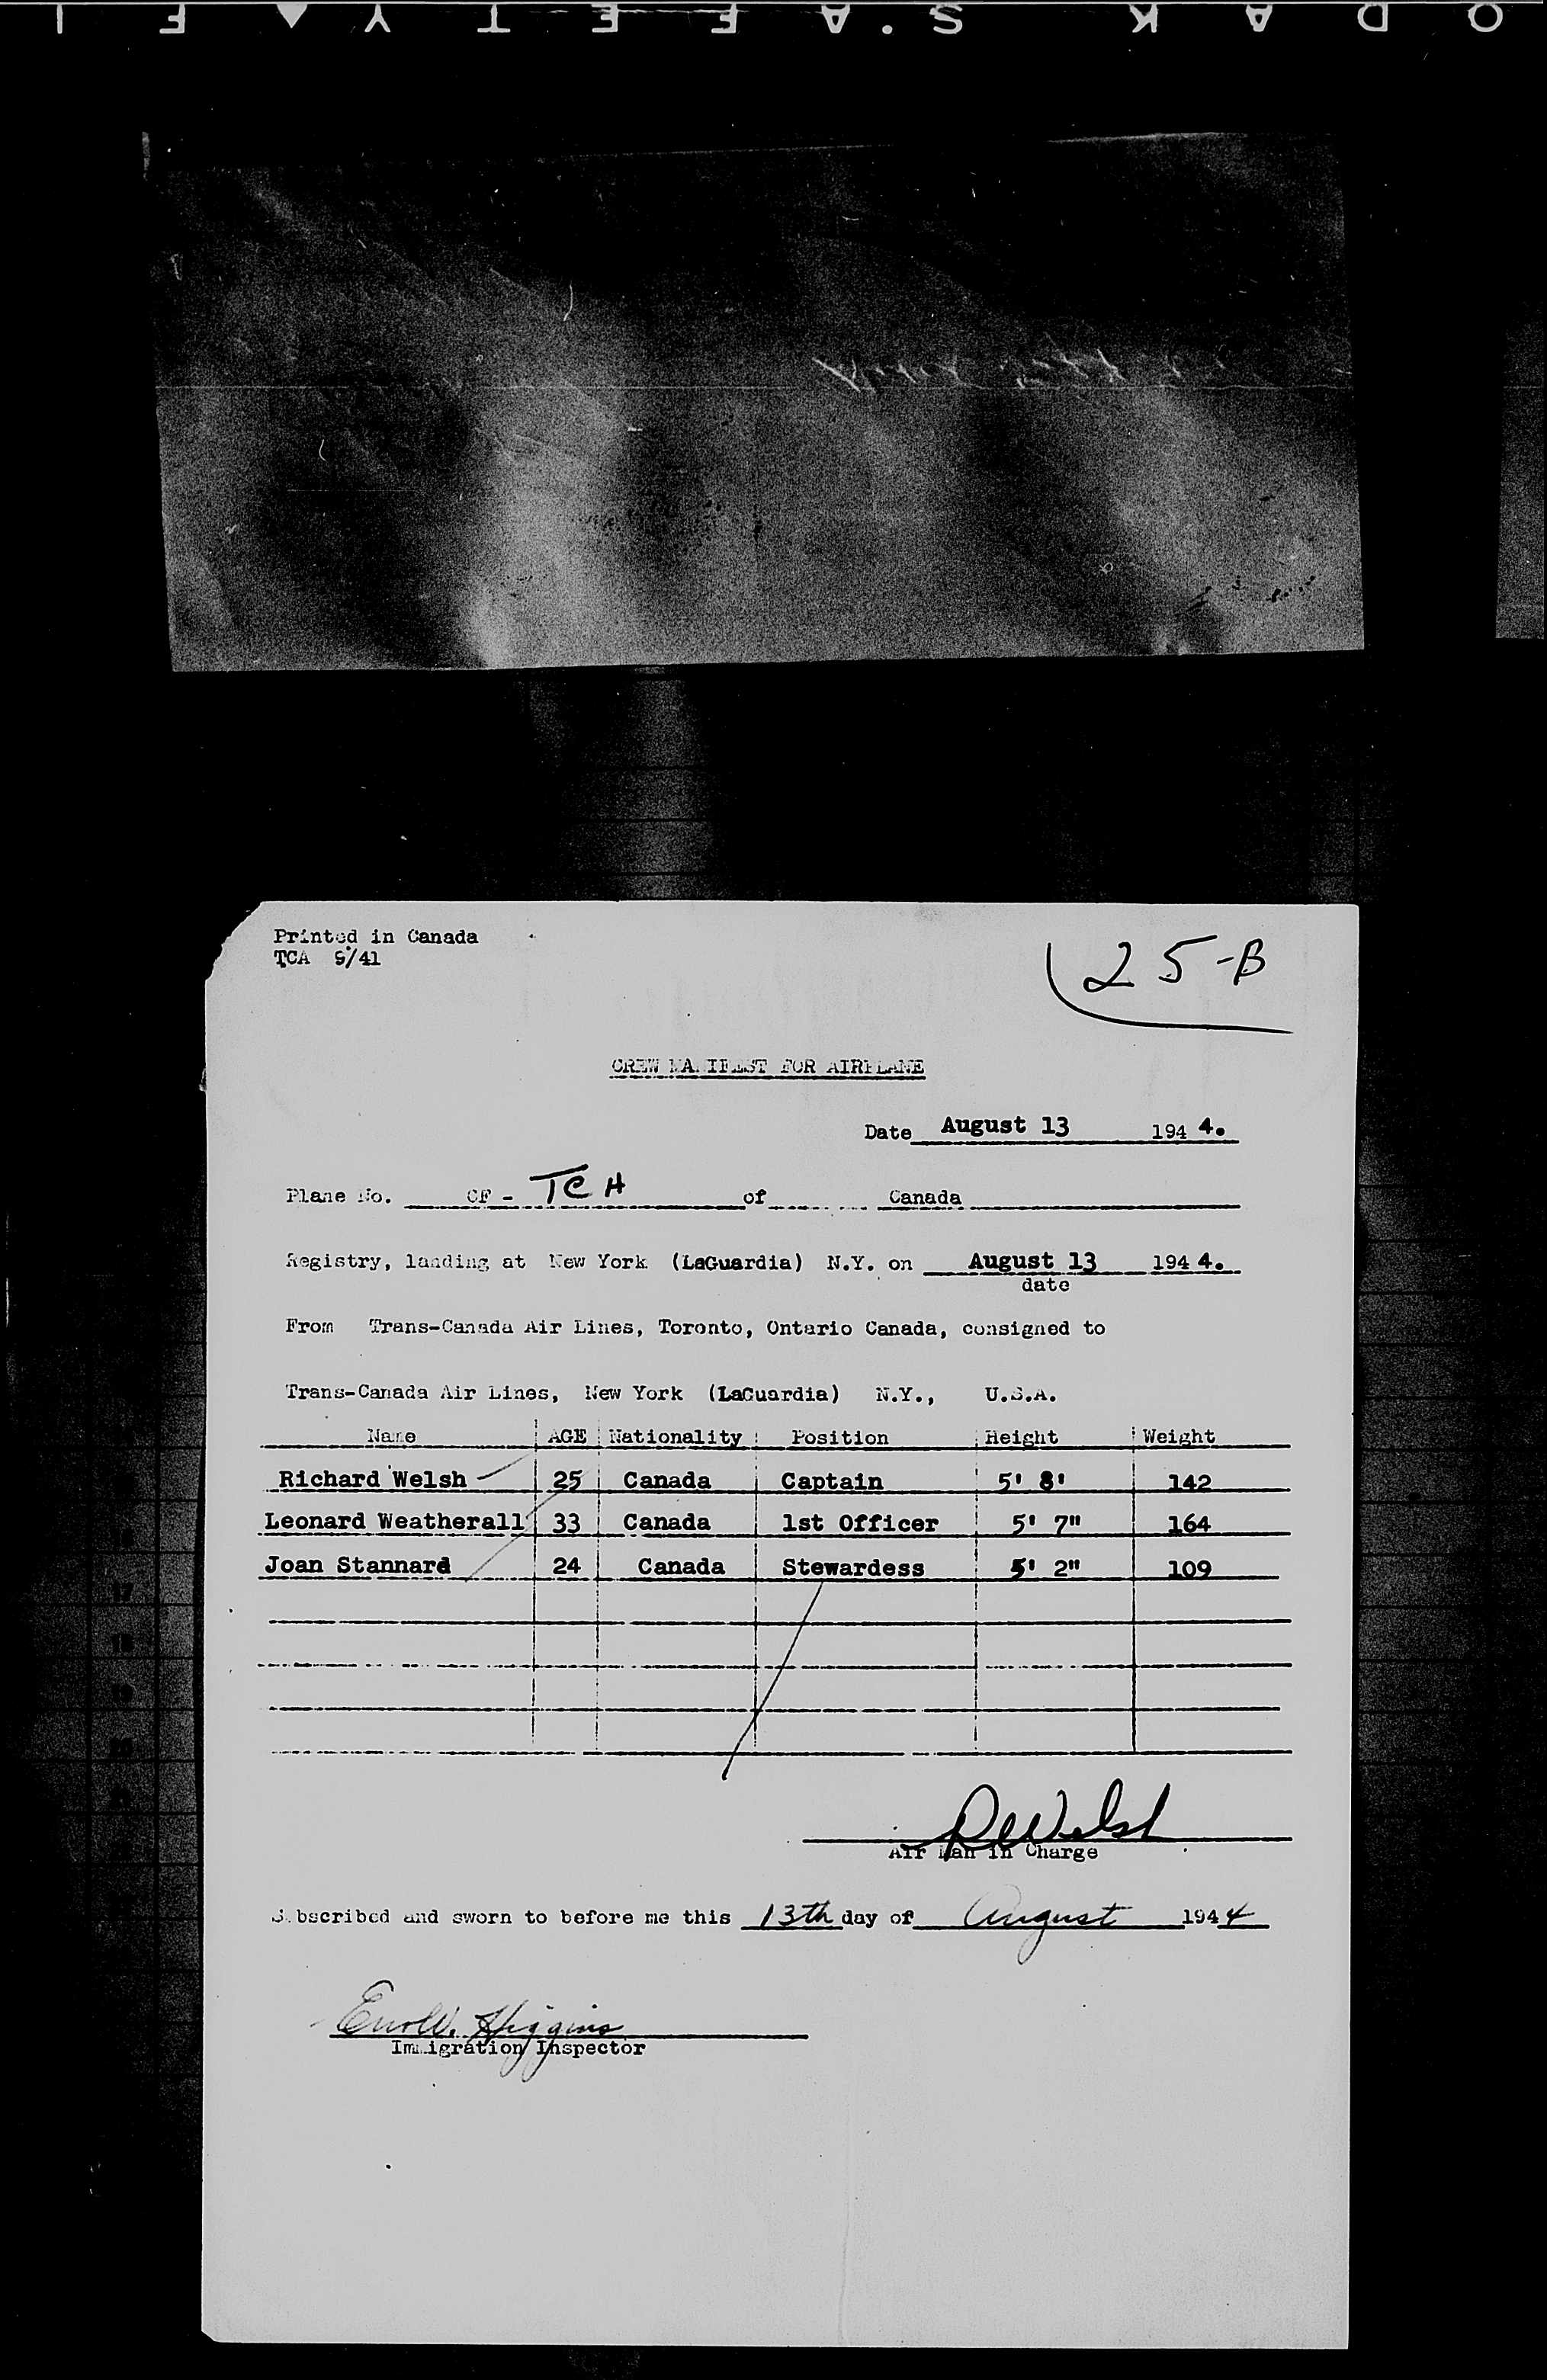 KODAK SAFETY FIL
Printed in Canada
TCA 9/41
25-B
CREW MANIFEST FOR AIRPLANE
Date August 13 1944.
Plane No. CF - TCH of Canada
Registry, landing at New York (LaGuardia) N.Y. on August 13 1944.
date
From Trans-Canada Air Lines, Toronto, Ontario Canada, consigned to
Trans-Canada Air Lines, New York (LaGuardia) N.Y., U.S.A.
Name AGE Nationality Position Height Weight
Richard Welsh 25 Canada Captain 5' 8' 142
Leonard Weatherall 33 Canada 1st Officer 5' 7" 164
Joan Stannard 24 Canada Stewardess 5' 2" 109
R Welsh
Air Man in Charge
Subscribed and sworn to before me this 13th day of August 1944
Higgins
Immigration Inspector